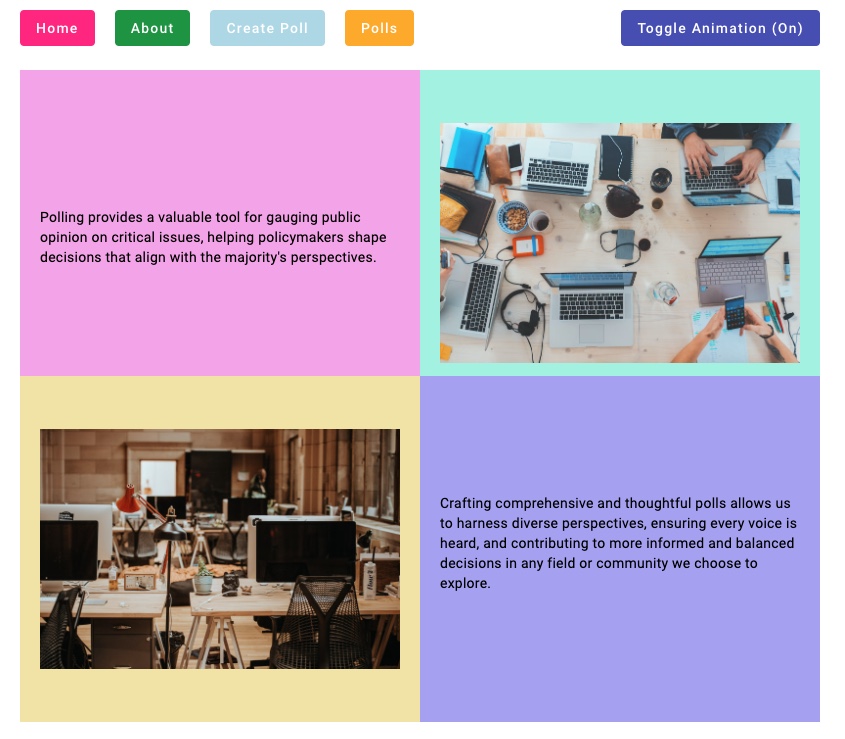 Home About Create Poll Polls Toggle Animation (On)
Polling provides a valuable tool for gauging public
opinion on critical issues, helping policymakers shape
decisions that align with the majority's perspectives.
Crafting comprehensive and thoughtful polls allows us
to harness diverse perspectives, ensuring every voice is
heard, and contributing to more informed and balanced
decisions in any field or community we choose to
explore.